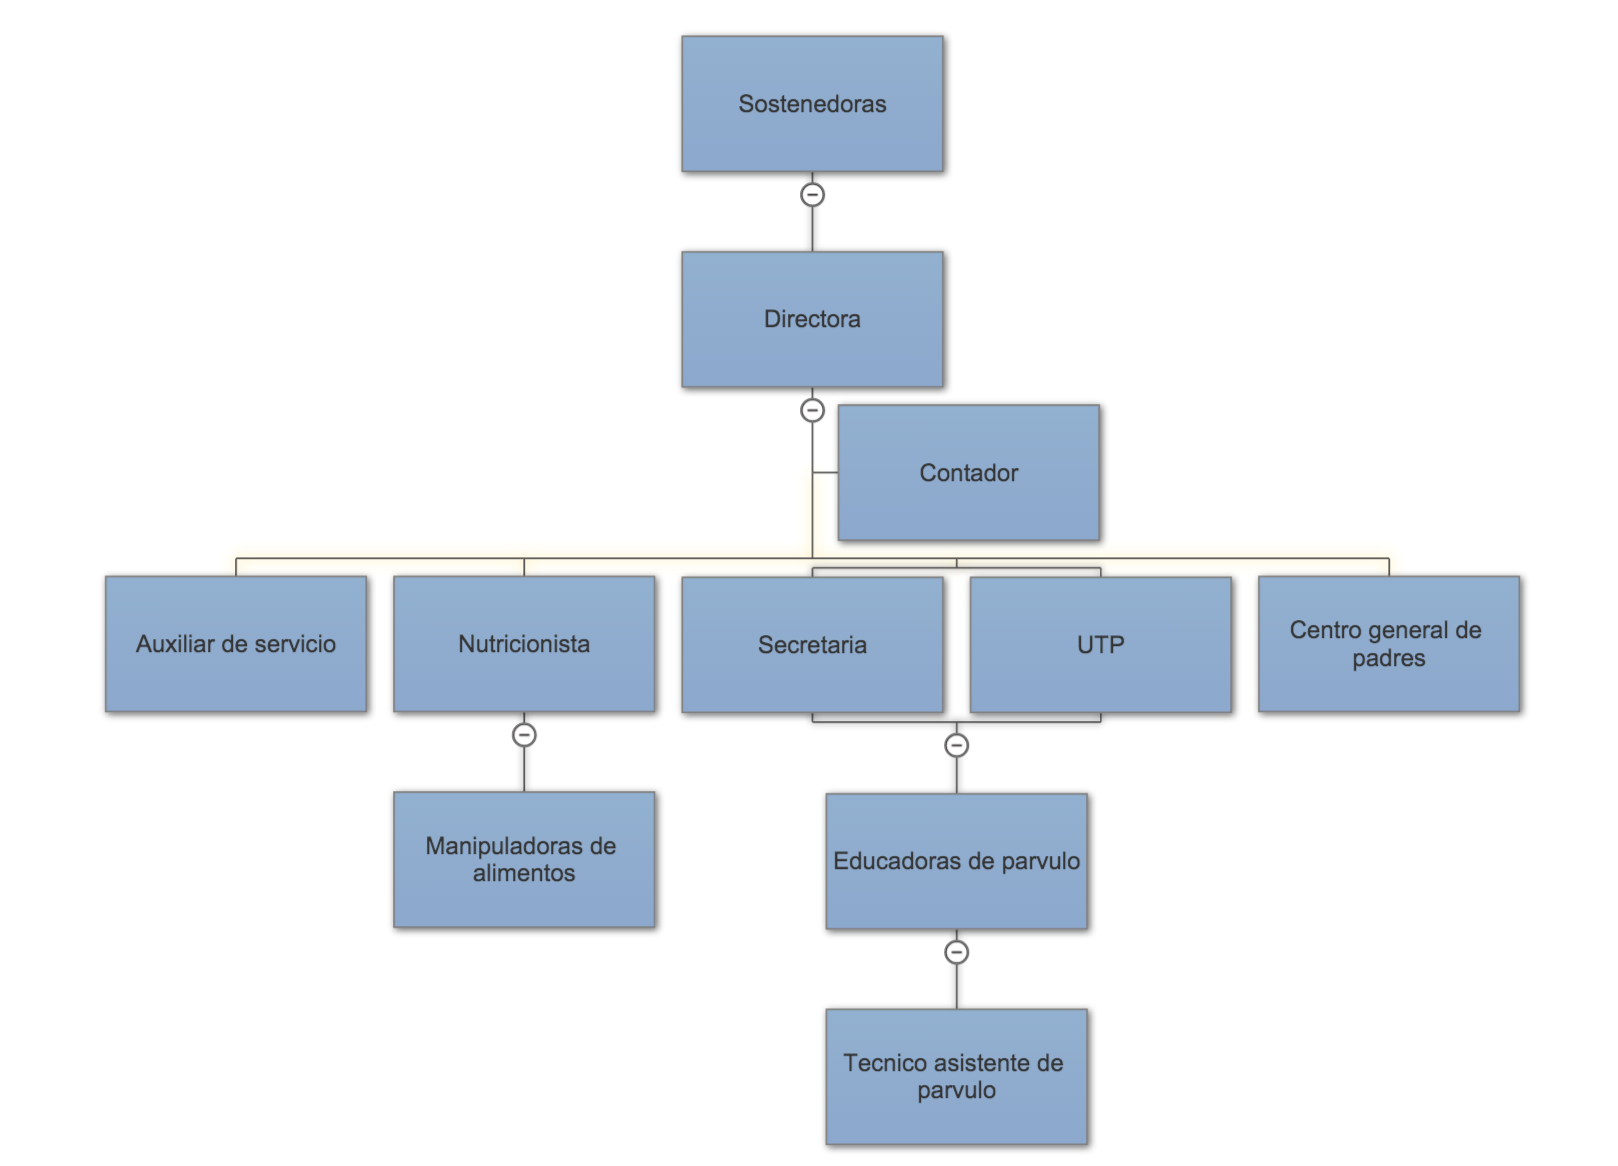 Sostenedoras
Directora
Contador
Auxiliar de servicio
Nutricionista
Secretaria
UTP
Centro general de
padres
Manipuladoras de
alimentos
Educadoras de parvulo
Tecnico asistente de
parvulo